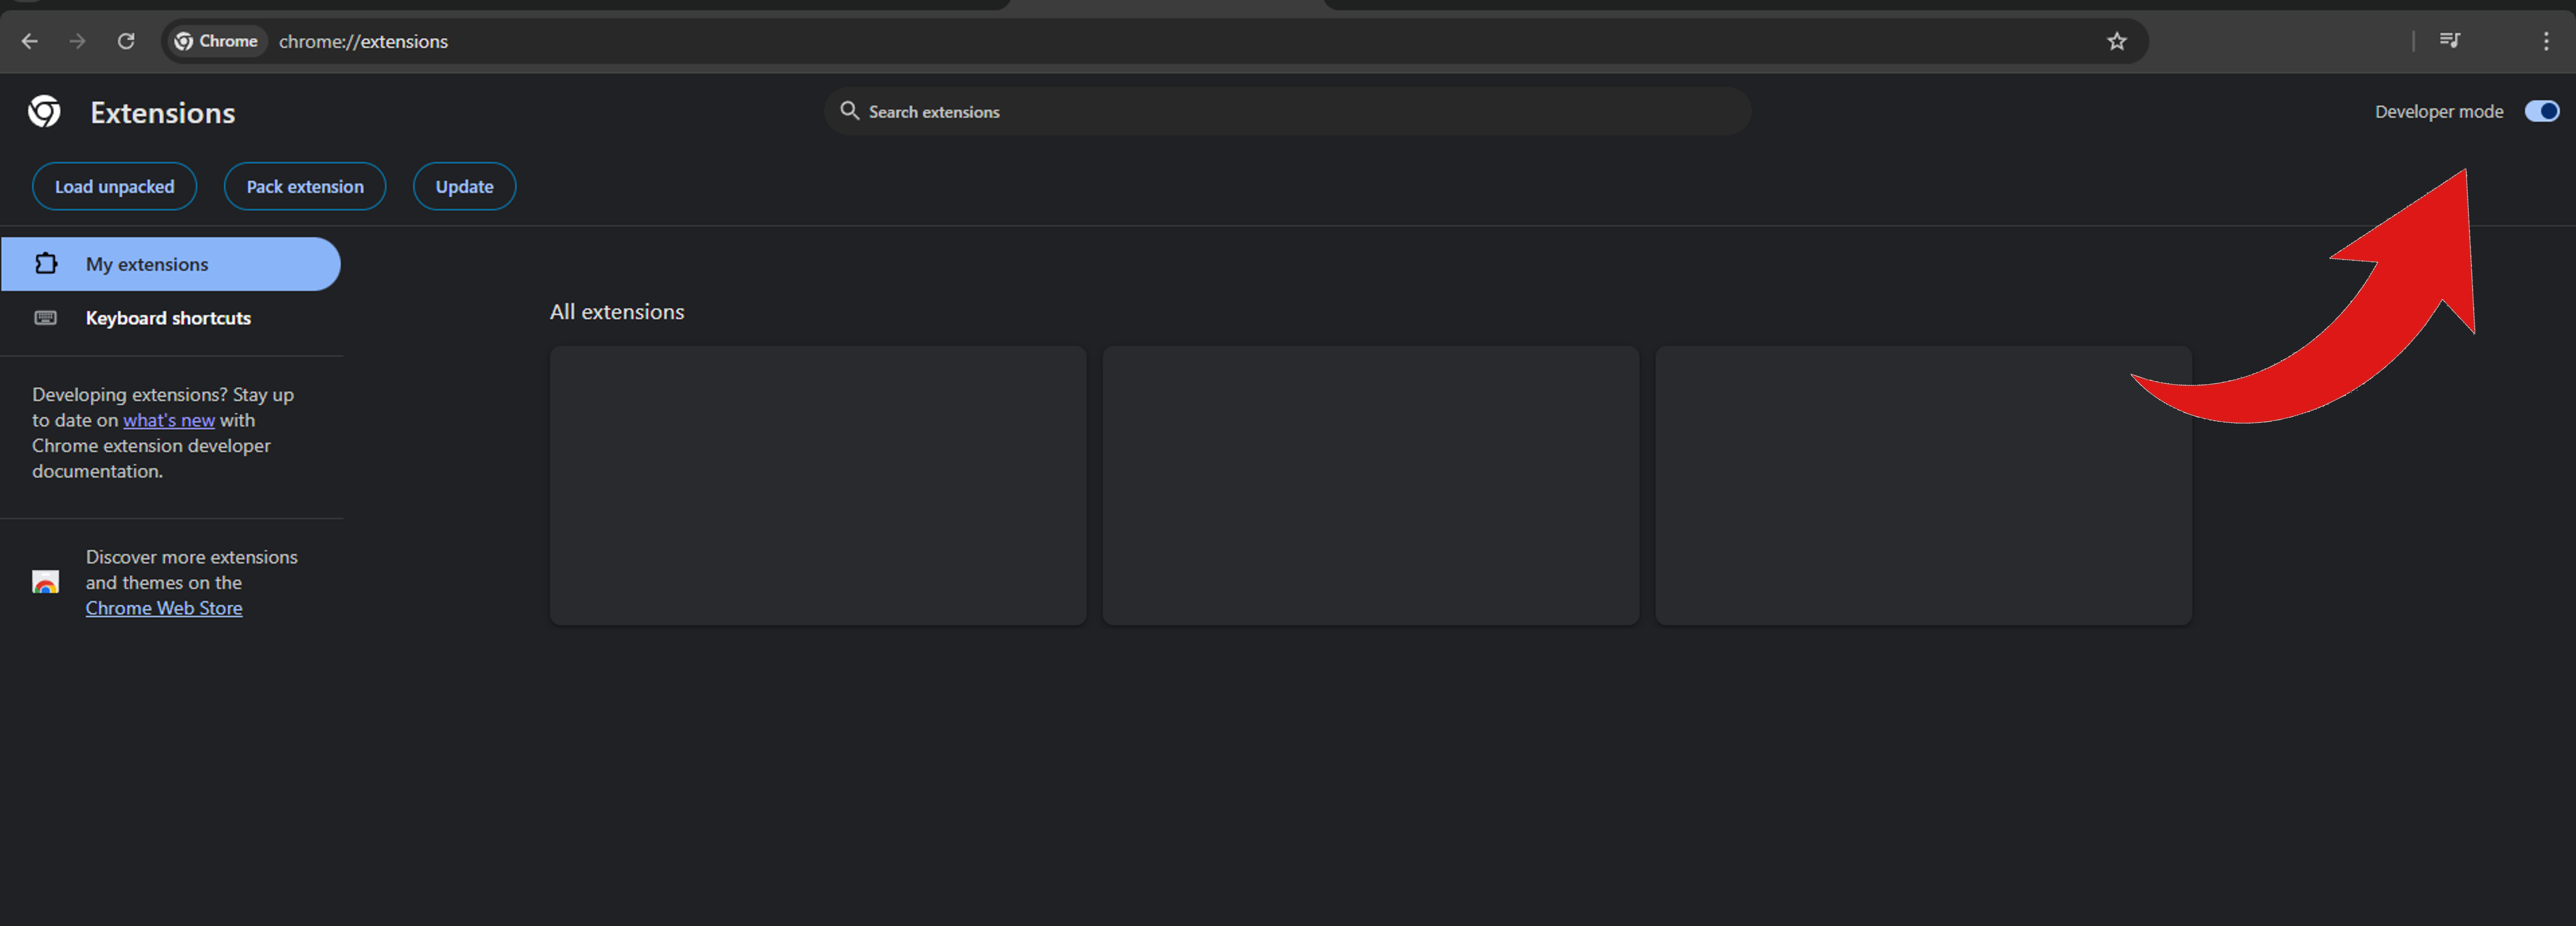 Chrome chrome://extensions
Extensions
Search extensions
Developer mode
Load unpacked
Pack extension
Update
My extensions
Keyboard shortcuts
Developing extensions? Stay up
to date on what's new with
Chrome extension developer
documentation.
Discover more extensions
and themes on the
Chrome Web Store
All extensions